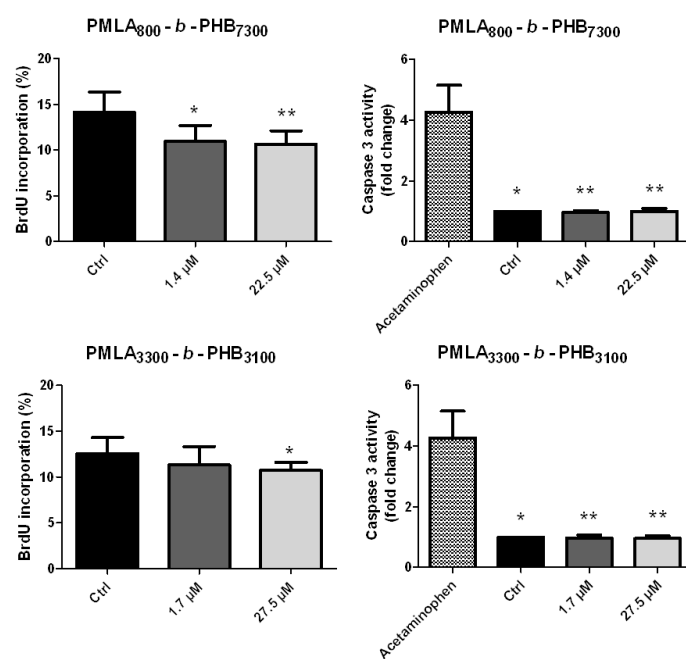 PMLA800 - b - PHB7300
BrdU incorporation (%)
20
15
10
5
0
*
**
Ctrl
1.4 µM
22.5 µM
PMLA800 - b - PHB7300
Caspase 3 activity
(fold change)
6
4
2
0
*
**
**
Acetaminophen
Ctrl
1.4 µM
22.5 µM
PMLA3300 - b - PHB3100
BrdU incorporation (%)
20
15
10
5
0
*
Ctrl
1.7 µM
27.5 µM
PMLA3300 - b - PHB3100
Caspase 3 activity
(fold change)
6
4
2
0
*
**
**
Acetaminophen
Ctrl
1.7 µM
27.5 µM